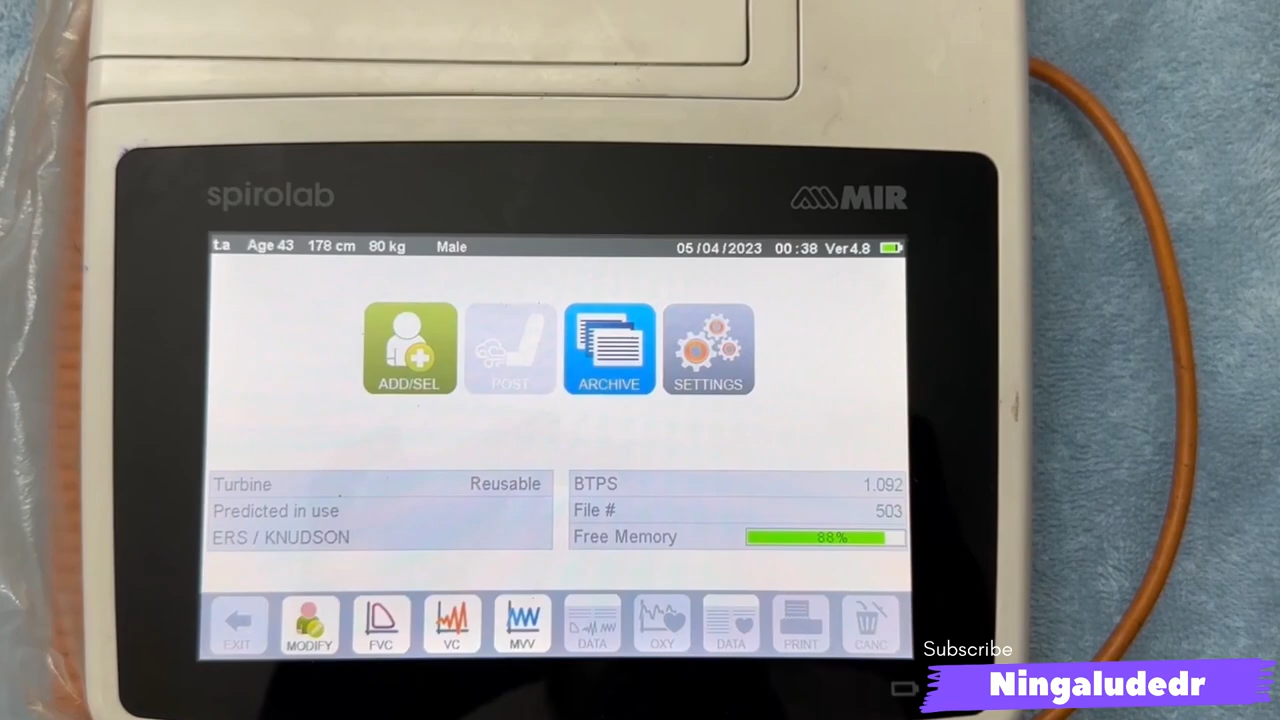 spirolab MIR
t.a Age 43 178 cm 80 kg Male 05/04/2023 00:38 Ver 4.8
ADD/SEL POST ARCHIVE SETTINGS
Turbine Reusable
Predicted in use
ERS / KNUDSON
BTPS 1.092
File # 503
Free Memory 88%
EXIT MODIFY FVC VC MVV DATA OXY DATA PRINT CANC
Subscribe
Ningaludedr